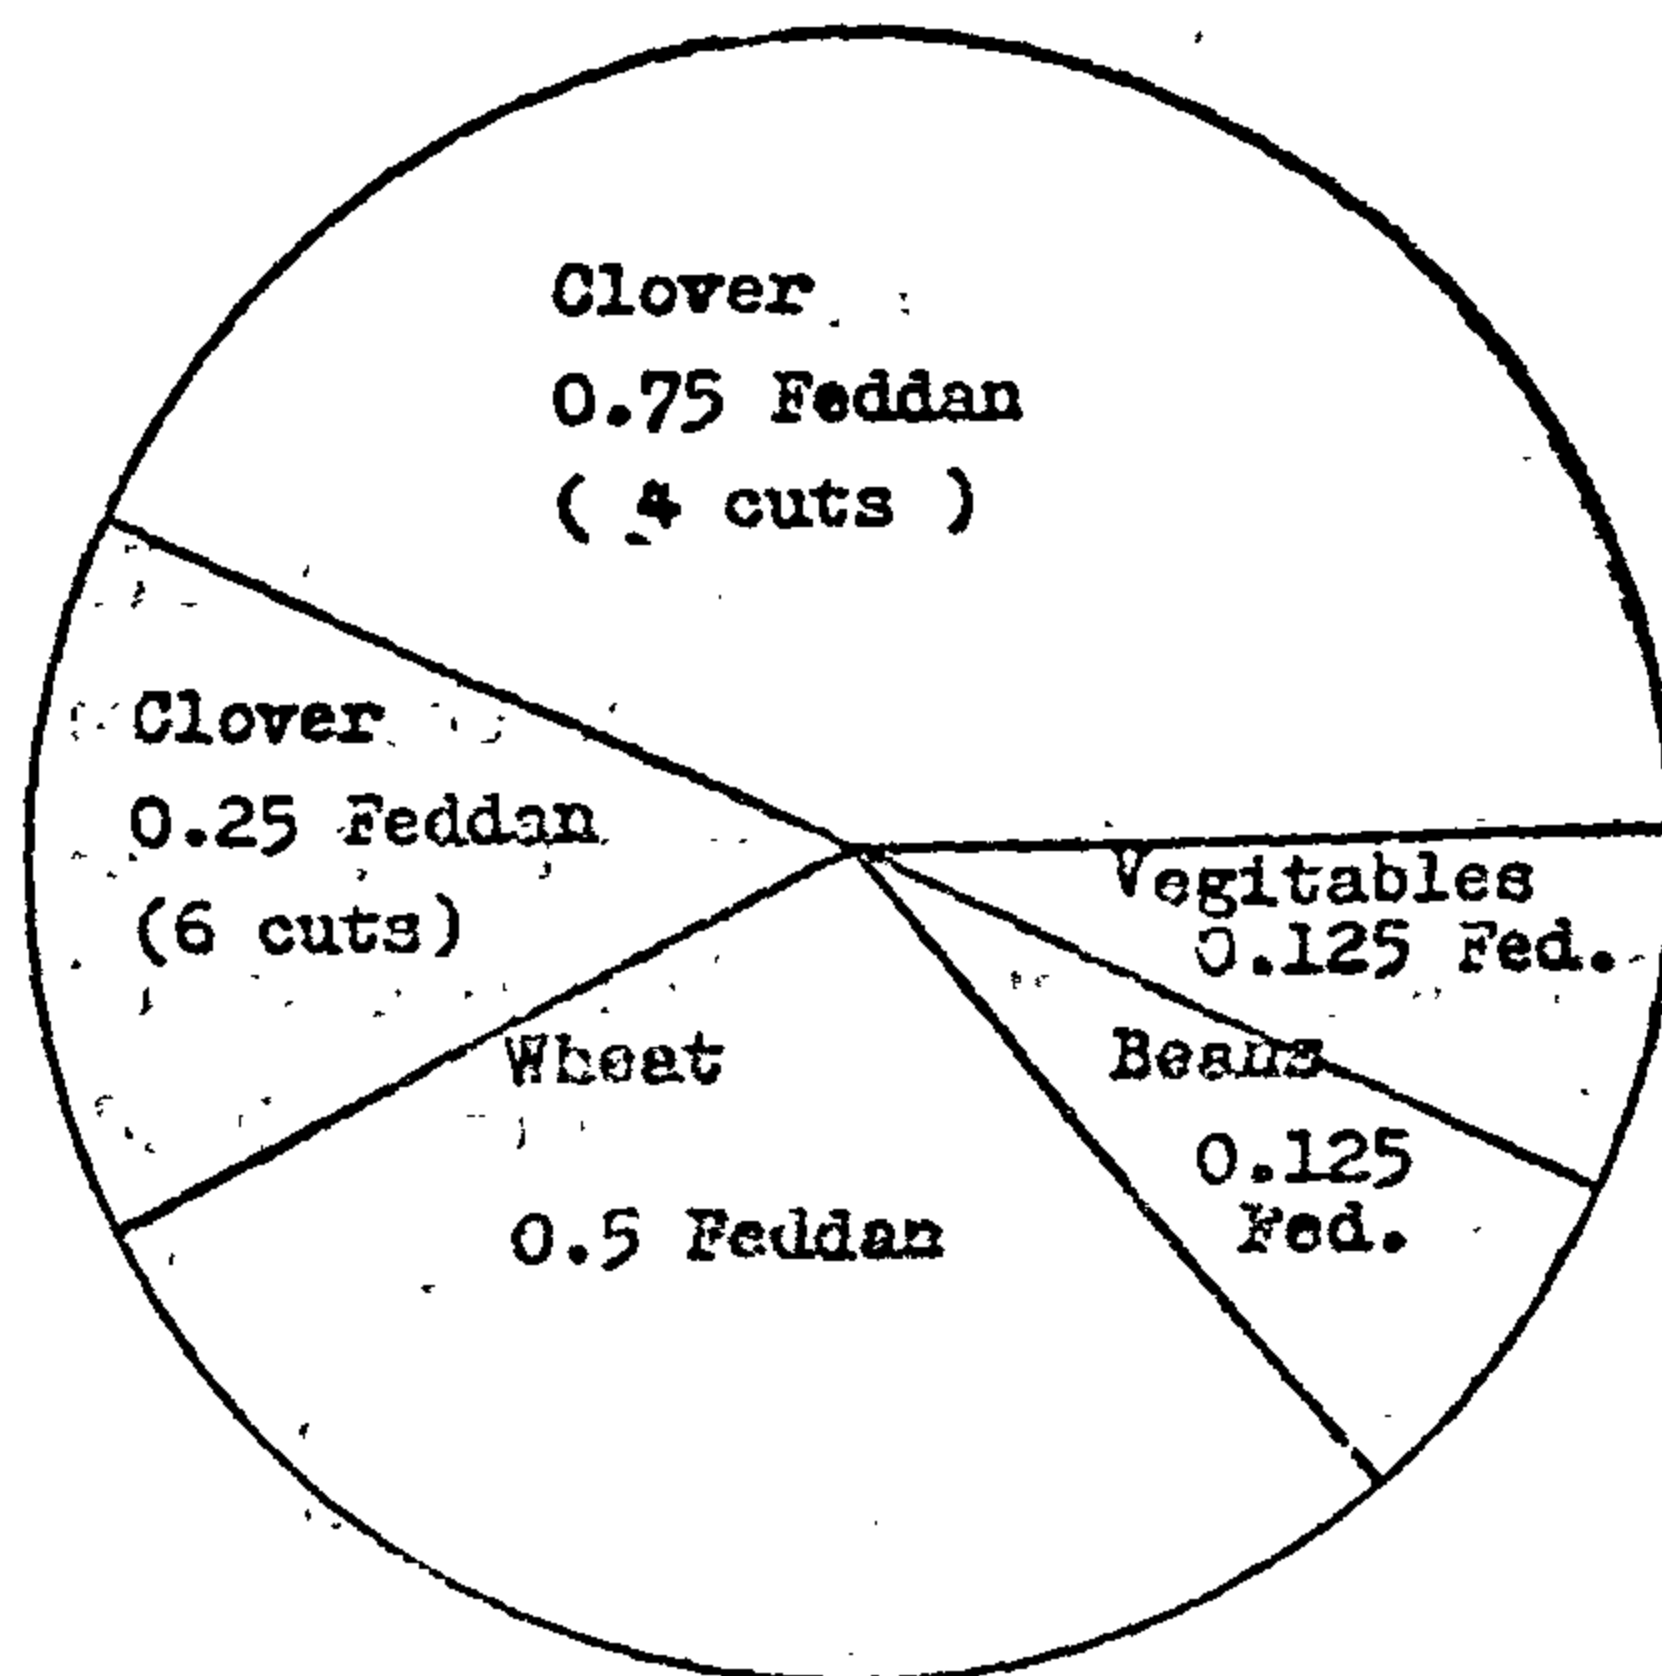 Clover
0.75 Feddan
( 4 cuts )
Clover
0.25 Feddan
(6 cuts)
Vegitables
0.125 Fed.
Wheat
0.5 Feddan
Beans
0.125
Fed.